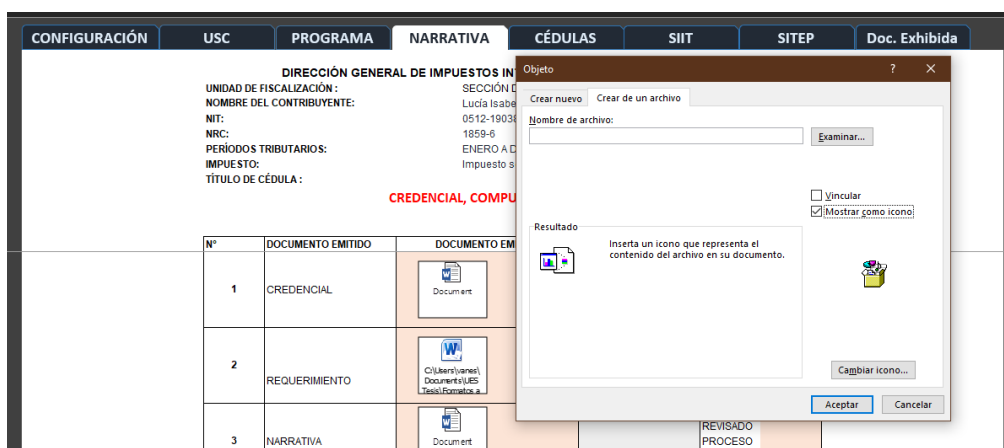 CONFIGURACIÓN USC PROGRAMA NARRATIVA CÉDULAS SIIT SITEP Doc. Exhibida
DIRECCIÓN GENERAL DE IMPUESTOS IN
UNIDAD DE FISCALIZACIÓN : SECCIÓN D
NOMBRE DEL CONTRIBUYENTE: Lucía Isabe
NIT: 0512-19038
NRC: 1859-6
PERÌODOS TRIBUTARIOS: ENERO A D
IMPUESTO: Impuesto s
TÌTULO DE CÉDULA :
CREDENCIAL, COMPU
N° DOCUMENTO EMITIDO DOCUMENTO EM
1 CREDENCIAL Document
2 REQUERIMIENTO C:\Users\vanes\
Documents\UES
Tesis\Formatos a
3 NARRATIVA Document
REVISADO
PROCESO
Objeto ?
Crear nuevo Crear de un archivo
Nombre de archivo:
Examinar...
Vincular
Mostrar como icono
Resultado
Inserta un icono que representa el
contenido del archivo en su documento.
Cambiar icono...
Aceptar Cancelar